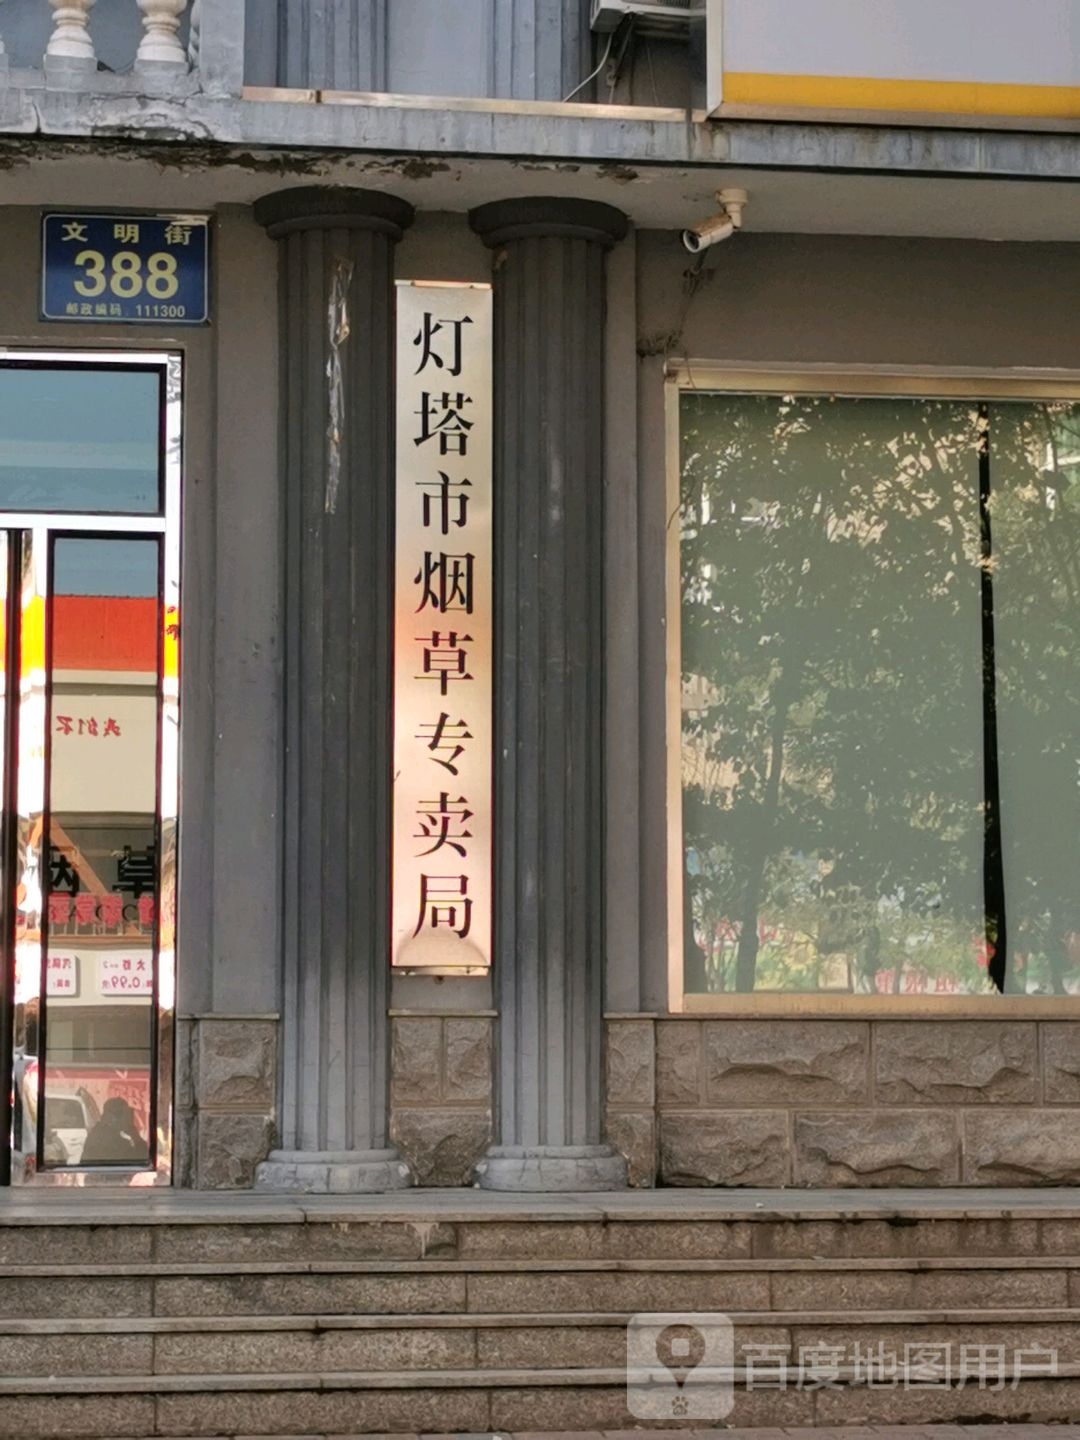 文明街
388
邮政编码：111300
灯塔市烟草专卖局
百度地图用户